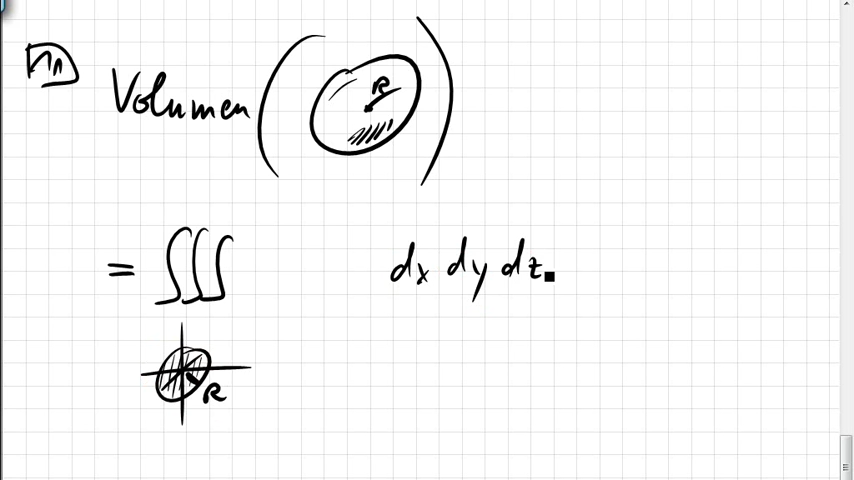 Volumen ( R )
= ∭ dx dy dz
R